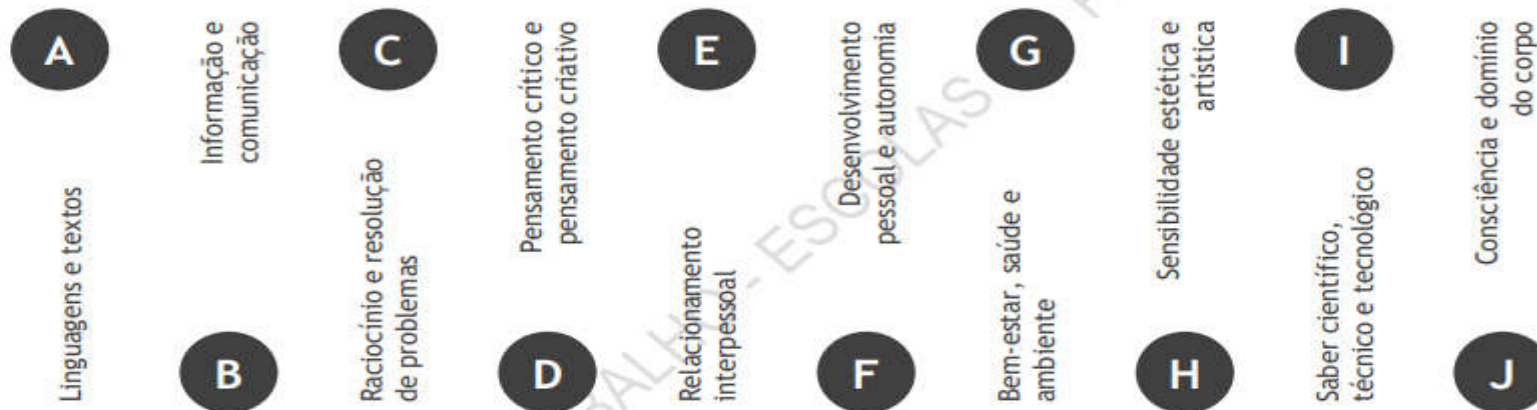 A
Linguagens e textos
B
Informação e
comunicação
C
Raciocínio e resolução
de problemas
D
Pensamento crítico e
pensamento criativo
E
Relacionamento
interpessoal
F
Desenvolvimento
pessoal e autonomia
G
Bem-estar, saúde e
ambiente
H
Sensibilidade estética e
artística
I
Saber científico,
técnico e tecnológico
J
Consciência e domínio
do corpo
ESCOLAS